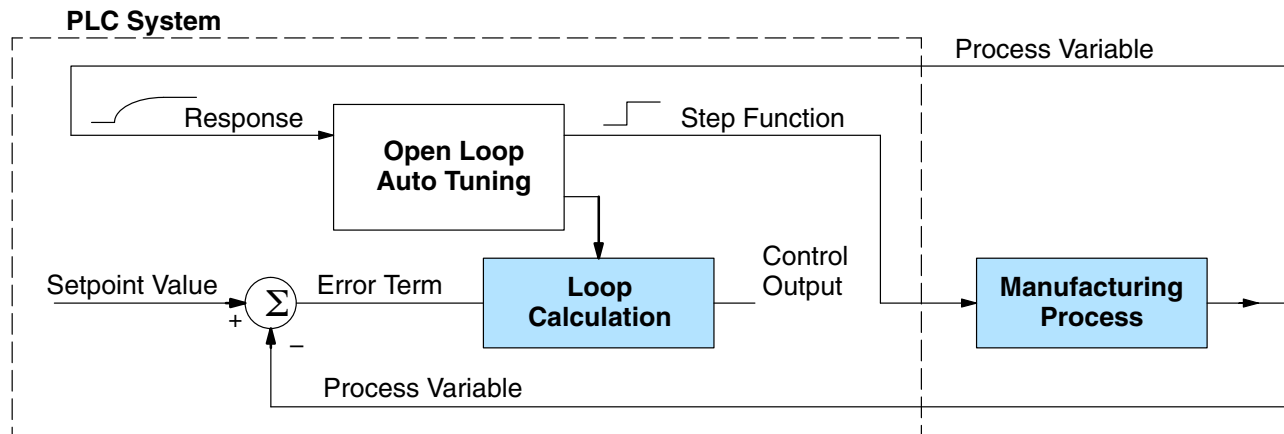 PLC System
Process Variable
Response
Step Function
Open Loop
Auto Tuning
Setpoint Value
+
Σ
−
Error Term
Loop
Calculation
Control
Output
Manufacturing
Process
Process Variable